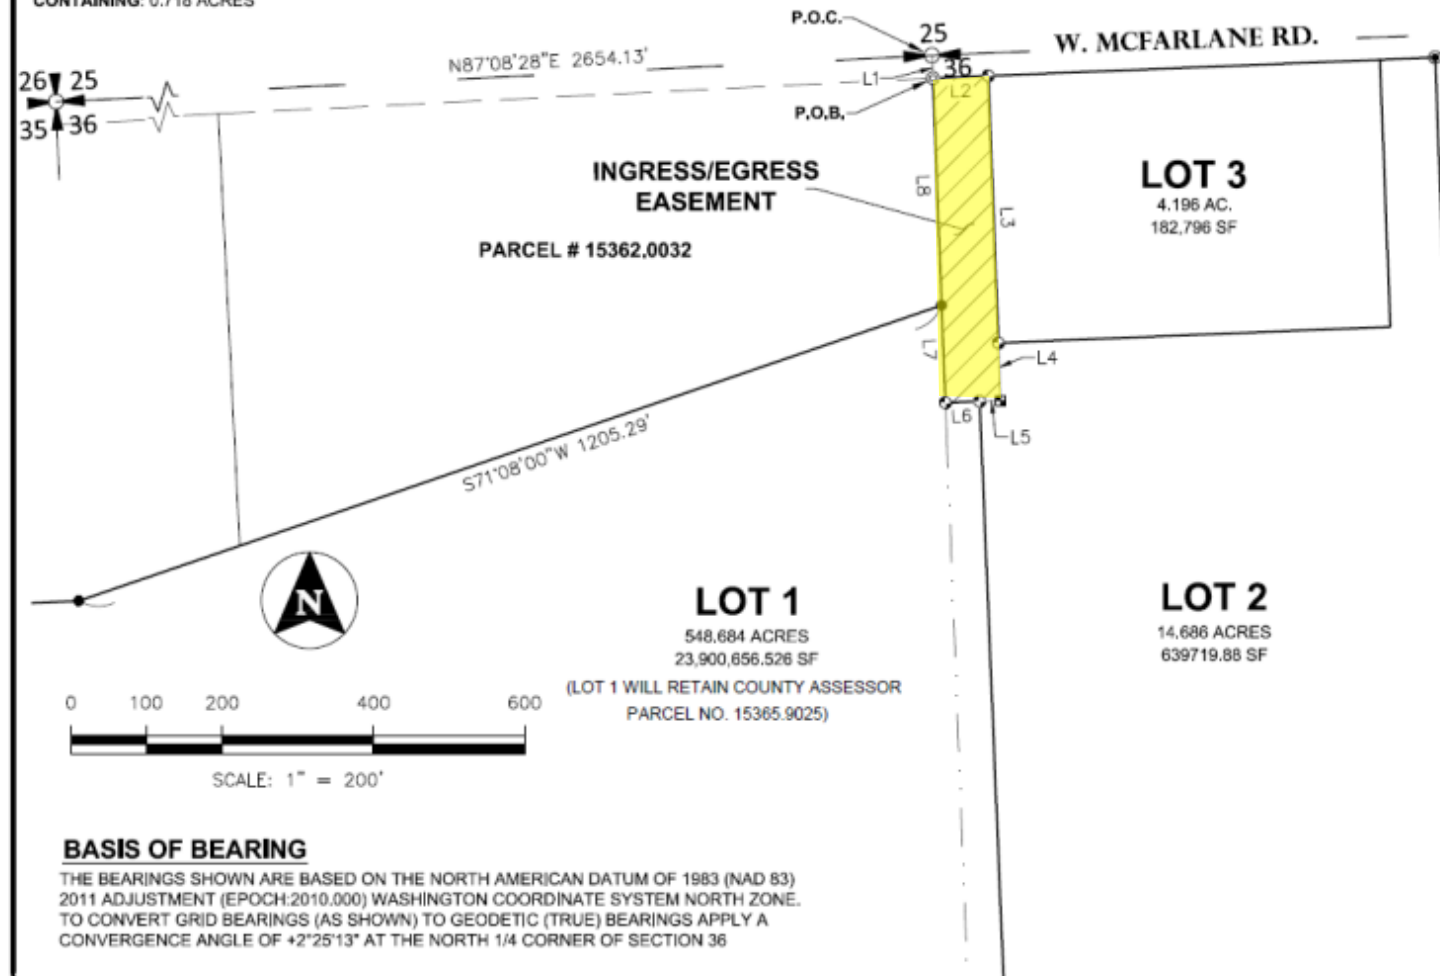 CONTAINING: 0.718 ACRES
P.O.C.
25
W. MCFARLANE RD.
N87°08'28"E 2654.13'
26 25
36
L1
L2
P.O.B.
35 36
INGRESS/EGRESS
EASEMENT
LOT 3
4.196 AC.
182,796 SF
L8
L3
PARCEL # 15362.0032
L7
L4
L6
L5
S71°08'00"W 1205.29'
N
LOT 1
548.684 ACRES
23,900,656.526 SF
(LOT 1 WILL RETAIN COUNTY ASSESSOR
PARCEL NO. 15365.9025)
LOT 2
14.686 ACRES
639719.88 SF
0 100 200 400 600
SCALE: 1" = 200'
BASIS OF BEARING
THE BEARINGS SHOWN ARE BASED ON THE NORTH AMERICAN DATUM OF 1983 (NAD 83)
2011 ADJUSTMENT (EPOCH:2010.000) WASHINGTON COORDINATE SYSTEM NORTH ZONE.
TO CONVERT GRID BEARINGS (AS SHOWN) TO GEODETIC (TRUE) BEARINGS APPLY A
CONVERGENCE ANGLE OF +2°25'13" AT THE NORTH 1/4 CORNER OF SECTION 36